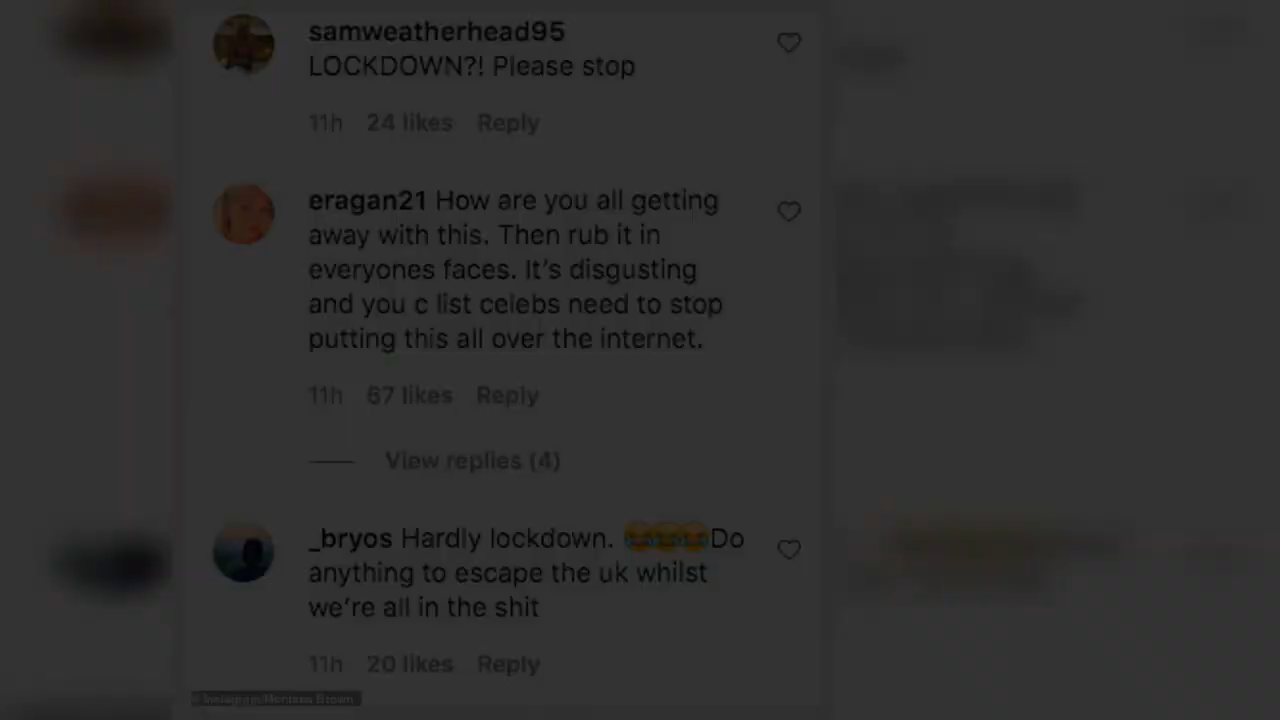 samweatherhead95
LOCKDOWN?! Please stop
11h 24 likes Reply
eragan21 How are you all getting
away with this. Then rub it in
everyones faces. It's disgusting
and you c list celebs need to stop
putting this all over the internet.
11h 67 likes Reply
View replies (4)
_bryos Hardly lockdown. 😂😂😂Do
anything to escape the uk whilst
we're all in the shit
11h 20 likes Reply
© Instagram/Montana Brown